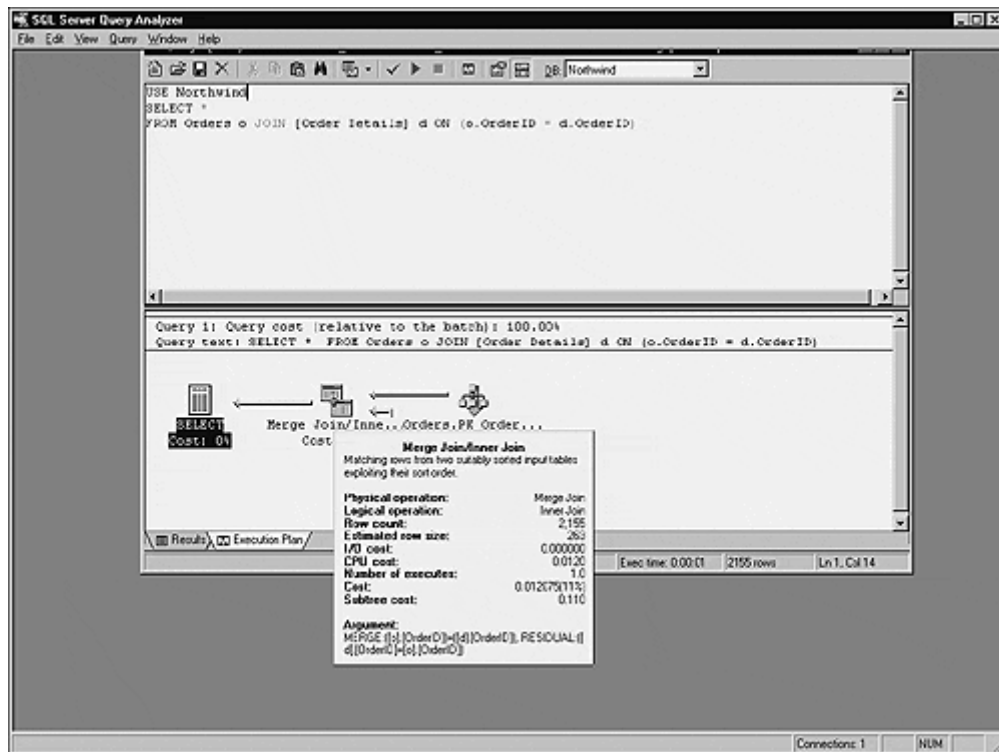 SQL Server Query Analyzer
File Edit View Query Window Help
DB: Northwind
USE Northwind
SELECT *
FROM Orders o JOIN [Order Details] d ON (o.OrderID = d.OrderID)
Query 1: Query cost (relative to the batch): 100.00%
Query text: SELECT * FROM Orders o JOIN [Order Details] d ON (o.OrderID = d.OrderID)
SELECT
Cost: 0%
Merge Join/Inne...
Cost
Orders.PK_Order...
Merge Join/Inner Join
Matching rows from two suitably sorted input tables
exploiting their sort order.
Physical operation: Merge Join
Logical operation: Inner Join
Row count: 2,155
Estimated row size: 263
I/O cost: 0.000000
CPU cost: 0.0120
Number of executes: 1.0
Cost: 0.012075(11%)
Subtree cost: 0.110
Argument:
MERGE:([o].[OrderID])=([d].[OrderID]), RESIDUAL:([
d].[OrderID]=[o].[OrderID])
Results Execution Plan
Exec time: 0:00:01 2155 rows Ln 1, Col 14
Connections: 1 NUM